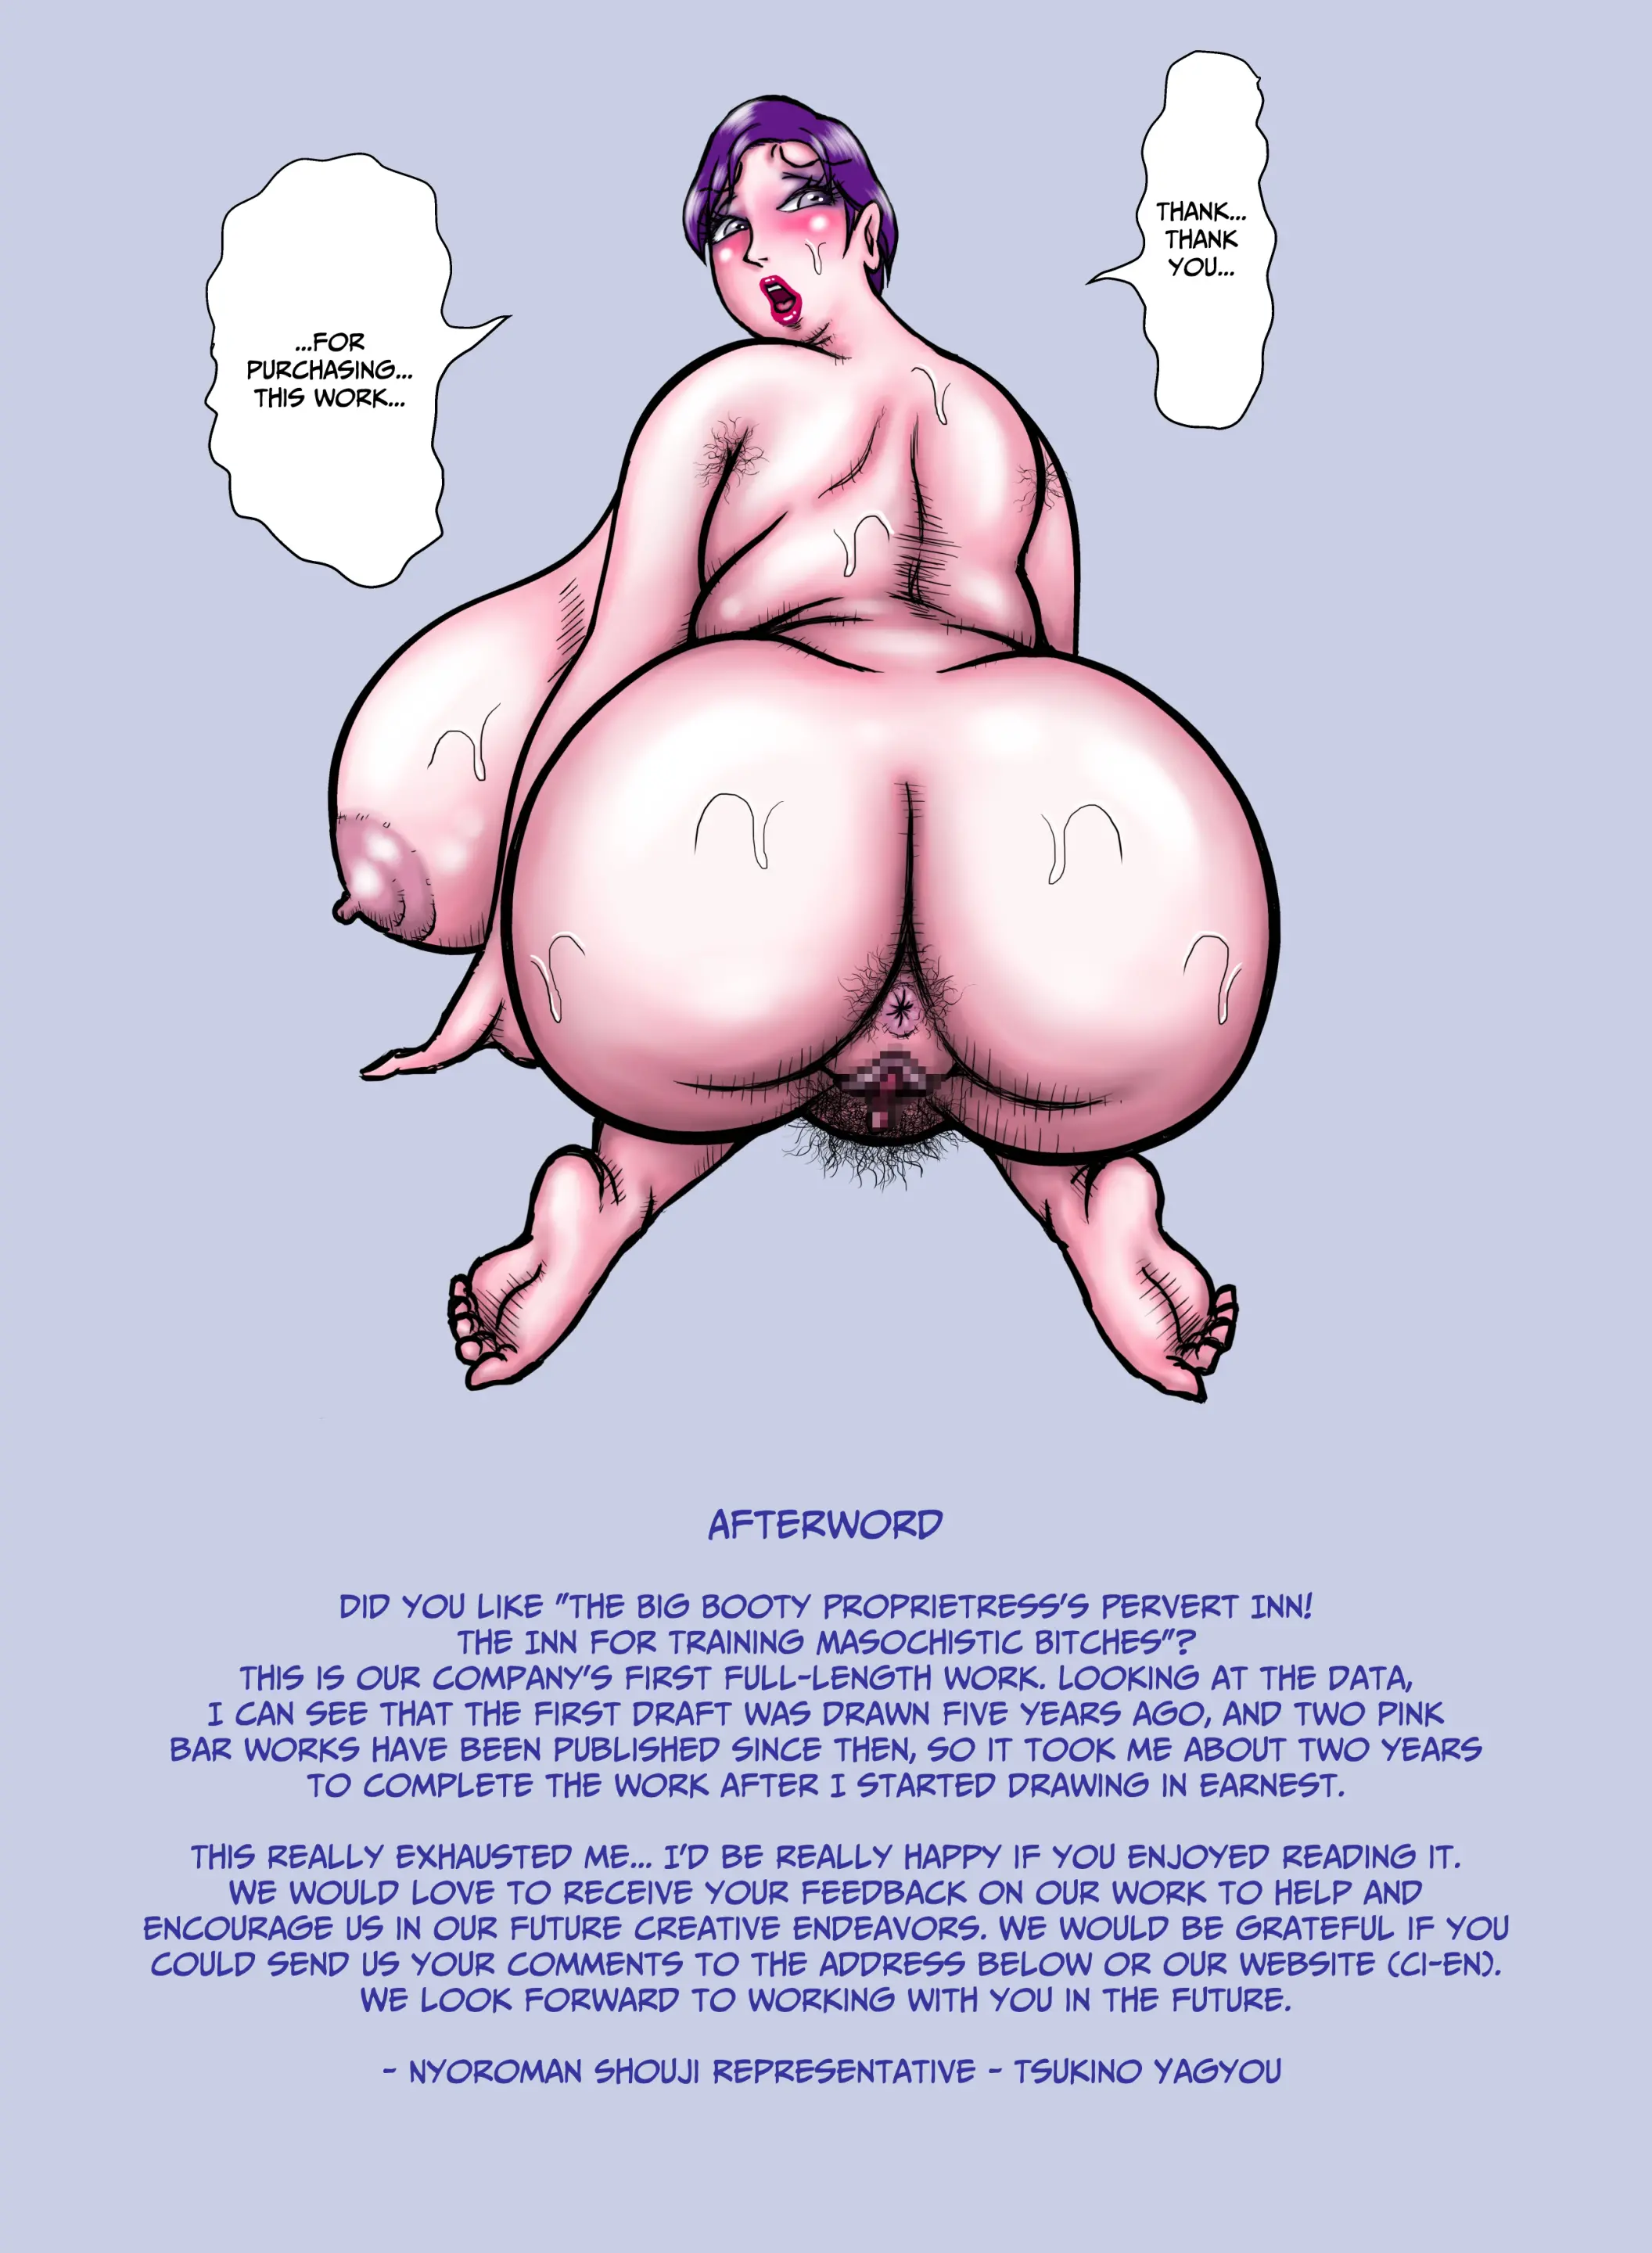 THANK...
THANK
YOU...
...FOR
PURCHASING...
THIS WORK...
AFTERWORD
DID YOU LIKE "THE BIG BOOTY PROPRIETRESS'S PERVERT INN!
THE INN FOR TRAINING MASOCHISTIC BITCHES"?
THIS IS OUR COMPANY'S FIRST FULL-LENGTH WORK. LOOKING AT THE DATA,
I CAN SEE THAT THE FIRST DRAFT WAS DRAWN FIVE YEARS AGO, AND TWO PINK
BAR WORKS HAVE BEEN PUBLISHED SINCE THEN, SO IT TOOK ME ABOUT TWO YEARS
TO COMPLETE THE WORK AFTER I STARTED DRAWING IN EARNEST.
THIS REALLY EXHAUSTED ME... I'D BE REALLY HAPPY IF YOU ENJOYED READING IT.
WE WOULD LOVE TO RECEIVE YOUR FEEDBACK ON OUR WORK TO HELP AND
ENCOURAGE US IN OUR FUTURE CREATIVE ENDEAVORS. WE WOULD BE GRATEFUL IF YOU
COULD SEND US YOUR COMMENTS TO THE ADDRESS BELOW OR OUR WEBSITE (CI-EN).
WE LOOK FORWARD TO WORKING WITH YOU IN THE FUTURE.
- NYOROMAN SHOUJI REPRESENTATIVE - TSUKINO YAGYOU